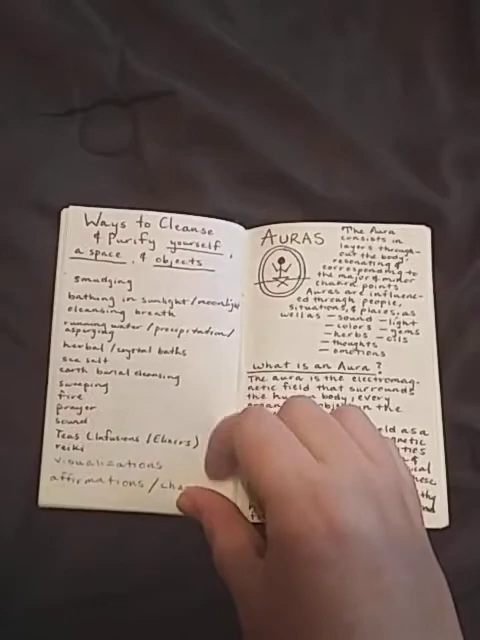 Ways to Cleanse
& Purify yourself,
a space, & objects
smudging
bathing in sunlight/moonlight
cleansing breath
running water/precipitation/
asperging
herbal/crystal baths
sea salt
earth burial cleansing
sweeping
fire
prayer
sound
Teas (Infusions/Elixirs)
reiki
visualizations
affirmations/
AURAS
The Aura
consists in
layers through-
out the body,
resonating &
corresponding to
the major & minor
chakra points
Auras are influenc-
ed through people,
situations, & places, as
well as - sound - light
- colors - gems
- herbs - oils
- thoughts
- emotions
What is an Aura?
The aura is the electromag-
netic field that surrounds
the human body, every
in the
field as a